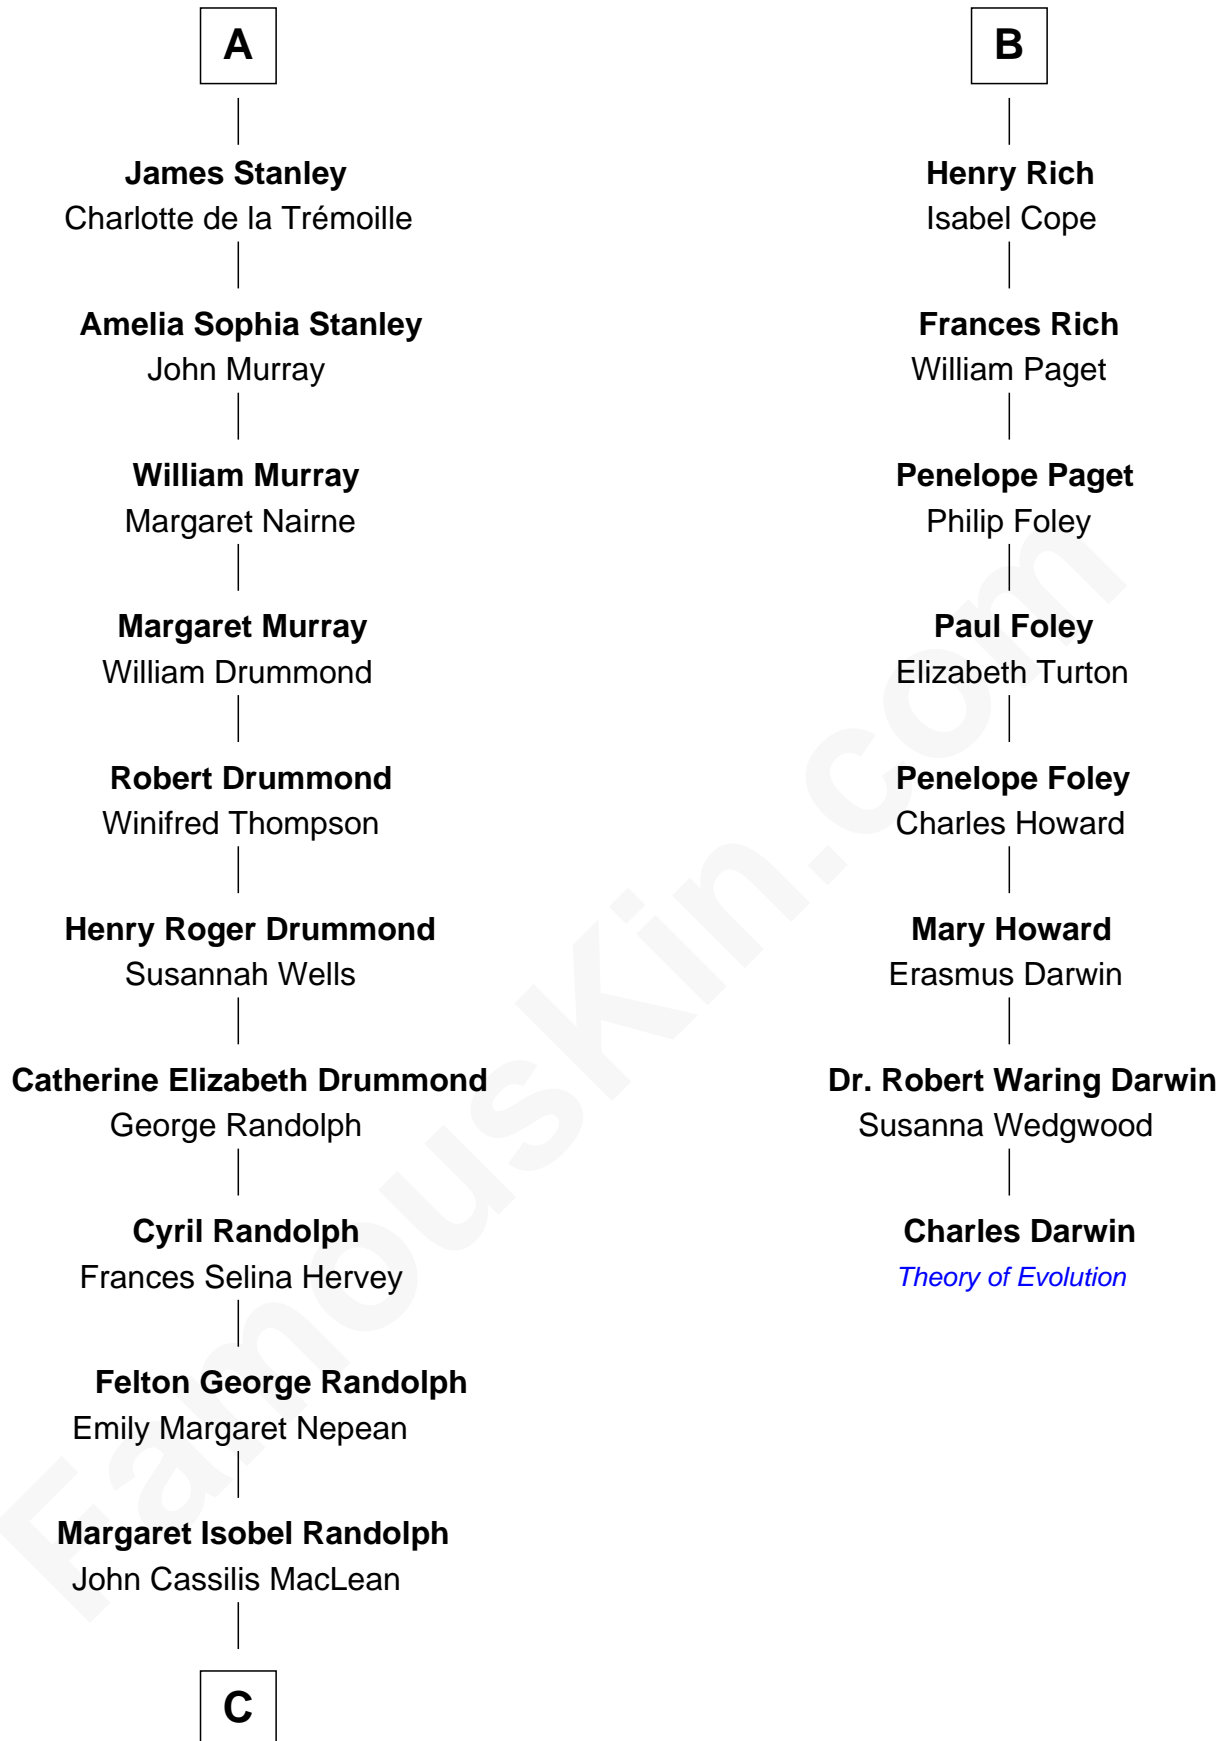 A
James Stanley
Charlotte de la Trémoille
Amelia Sophia Stanley
John Murray
William Murray
Margaret Nairne
Margaret Murray
William Drummond
Robert Drummond
Winifred Thompson
Henry Roger Drummond
Susannah Wells
Catherine Elizabeth Drummond
George Randolph
Cyril Randolph
Frances Selina Hervey
Felton George Randolph
Emily Margaret Nepean
Margaret Isobel Randolph
John Cassilis MacLean
C
B
Henry Rich
Isabel Cope
Frances Rich
William Paget
Penelope Paget
Philip Foley
Paul Foley
Elizabeth Turton
Penelope Foley
Charles Howard
Mary Howard
Erasmus Darwin
Dr. Robert Waring Darwin
Susanna Wedgwood
Charles Darwin
Theory of Evolution
FamousKin.com